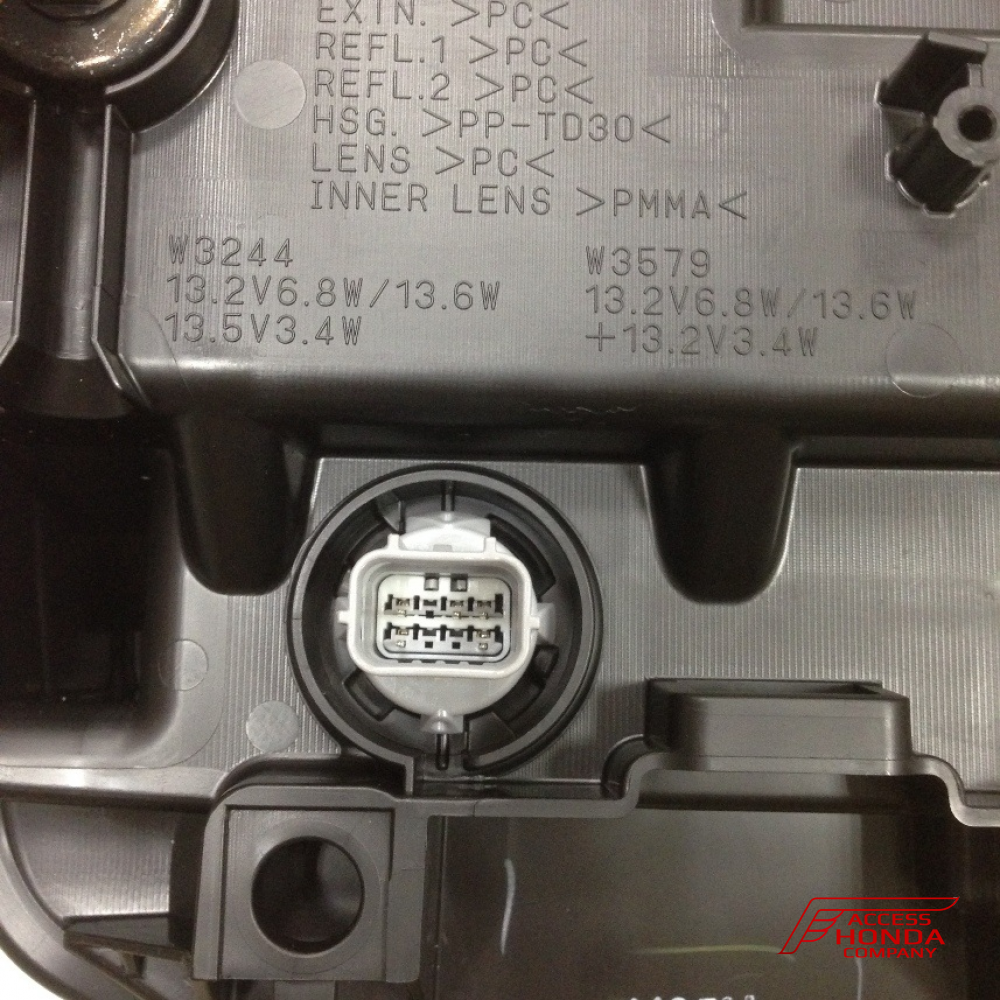 EXTN. >PC<
REFL.1 >PC<
REFL.2 >PC<
HSG. >PP-TD30<
LENS >PC<
INNER LENS >PMMA<
W3244
13.2V6.8W/13.6W
13.5V3.4W
W3579
13.2V6.8W/13.6W
+13.2V3.4W
ACCESS
HONDA
COMPANY